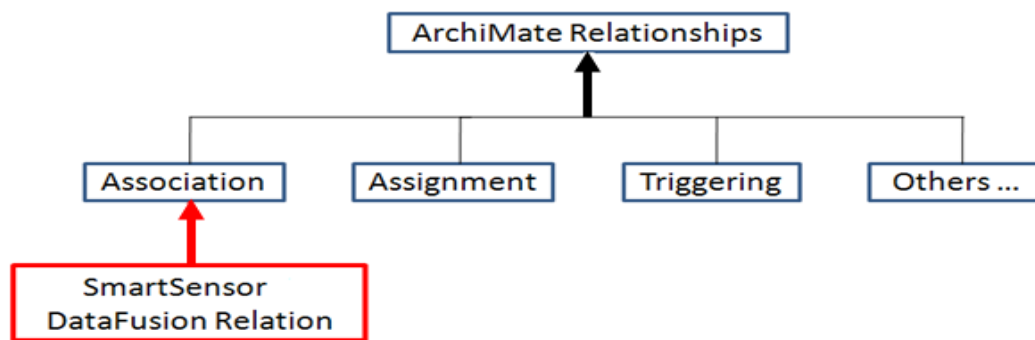 ArchiMate Relationships
Association
Assignment
Triggering
Others ...
SmartSensor
DataFusion Relation